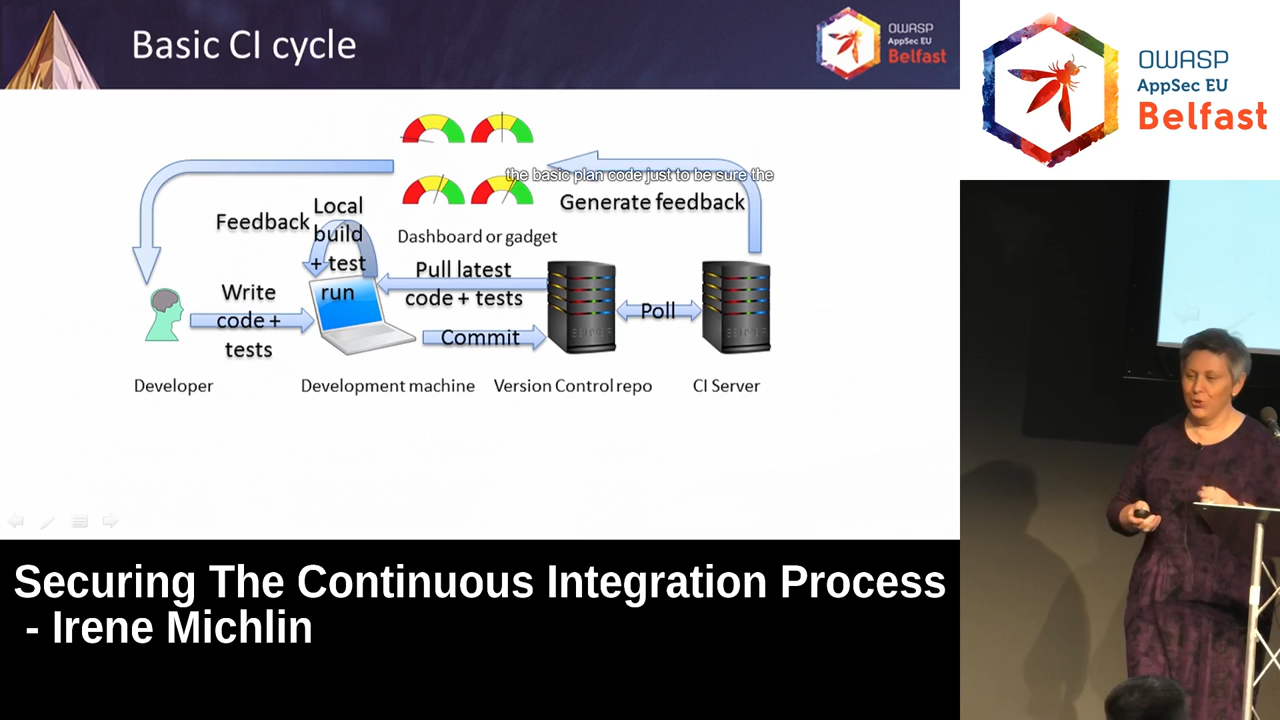 Basic CI cycle
OWASP
AppSec EU
Belfast
OWASP
AppSec EU
Belfast
the basic plan code just to be sure the
Generate feedback
Dashboard or gadget
Feedback
Local
build
+ test
run
Pull latest
code + tests
Write
code +
tests
Commit
Poll
Developer
Development machine
Version Control repo
CI Server
Securing The Continuous Integration Process
- Irene Michlin